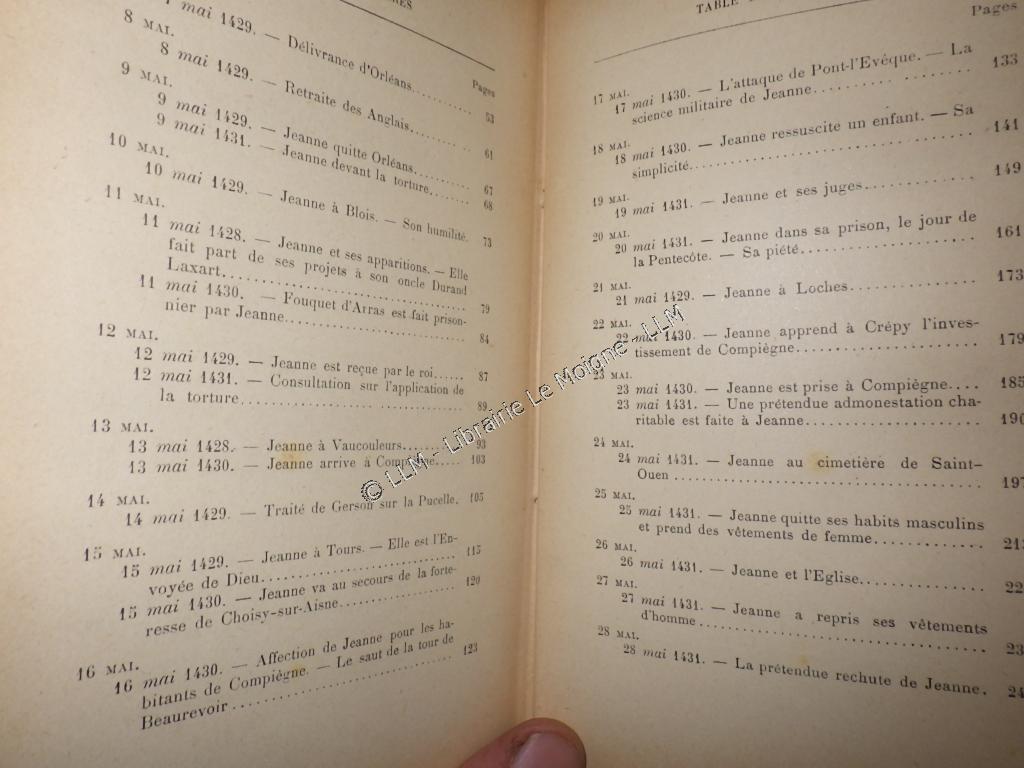 RES
mai 1429. — Délivrance d'Orléans..........
Pages
8 MAI.
53
8 mai 1429. — Retraite des Anglais..........
9 MAI.
61
9 mai 1429. — Jeanne quitte Orléans..........
67
9 mai 1431. — Jeanne devant la torture..........
68
10 MAI.
10 mai 1429. — Jeanne à Blois. — Son humilité.
73
11 MAI.
11 mai 1428. — Jeanne et ses apparitions. — Elle
fait part de ses projets à son oncle Durand
Laxart..........
79
11 mai 1430. — Fouquet d'Arras est fait prison-
nier par Jeanne..........
84
12 MAI.
12 mai 1429. — Jeanne est reçue par le roi......
87
12 mai 1431. — Consultation sur l'application de
la torture..........
89
13 MAI.
13 mai 1428. — Jeanne à Vaucouleurs..........
93
13 mai 1430. — Jeanne arrive à Compiègne.....
103
14 MAI.
14 mai 1429. — Traité de Gerson sur la Pucelle.
105
15 MAI.
15 mai 1429. — Jeanne à Tours. — Elle est l'En-
voyée de Dieu..........
115
15 mai 1430. — Jeanne va au secours de la forte-
resse de Choisy-sur-Aisne..........
120
16 MAI.
16 mai 1430. — Affection de Jeanne pour les ha-
bitants de Compiègne. — Le saut de la tour de
Beaurevoir..........
123
TABLE
Pages
17 MAI.
17 mai 1430. — L'attaque de Pont-l'Evêque. — La
science militaire de Jeanne..........
133
18 MAI.
18 mai 1430. — Jeanne ressuscite un enfant. — Sa
simplicité..........
141
19 MAI.
19 mai 1431. — Jeanne et ses juges..........
149
20 MAI.
20 mai 1431. — Jeanne dans sa prison, le jour de
la Pentecôte. — Sa piété..........
161
21 MAI.
21 mai 1429. — Jeanne à Loches..........
173
22 MAI.
22 mai 1430. — Jeanne apprend à Crépy l'inves-
tissement de Compiègne..........
179
23 MAI.
23 mai 1430. — Jeanne est prise à Compiègne....
185
23 mai 1431. — Une prétendue admonestation cha-
ritable est faite à Jeanne..........
190
24 MAI.
24 mai 1431. — Jeanne au cimetière de Saint-
Ouen..........
197
25 MAI.
25 mai 1431. — Jeanne quitte ses habits masculins
et prend des vêtements de femme..........
21
26 MAI.
26 mai 1431. — Jeanne et l'Eglise..........
22
27 MAI.
27 mai 1431. — Jeanne a repris ses vêtements
d'homme..........
23
28 MAI.
28 mai 1431. — La prétendue rechute de Jeanne.
24
© LLM - Librairie Le Moigne - LLM